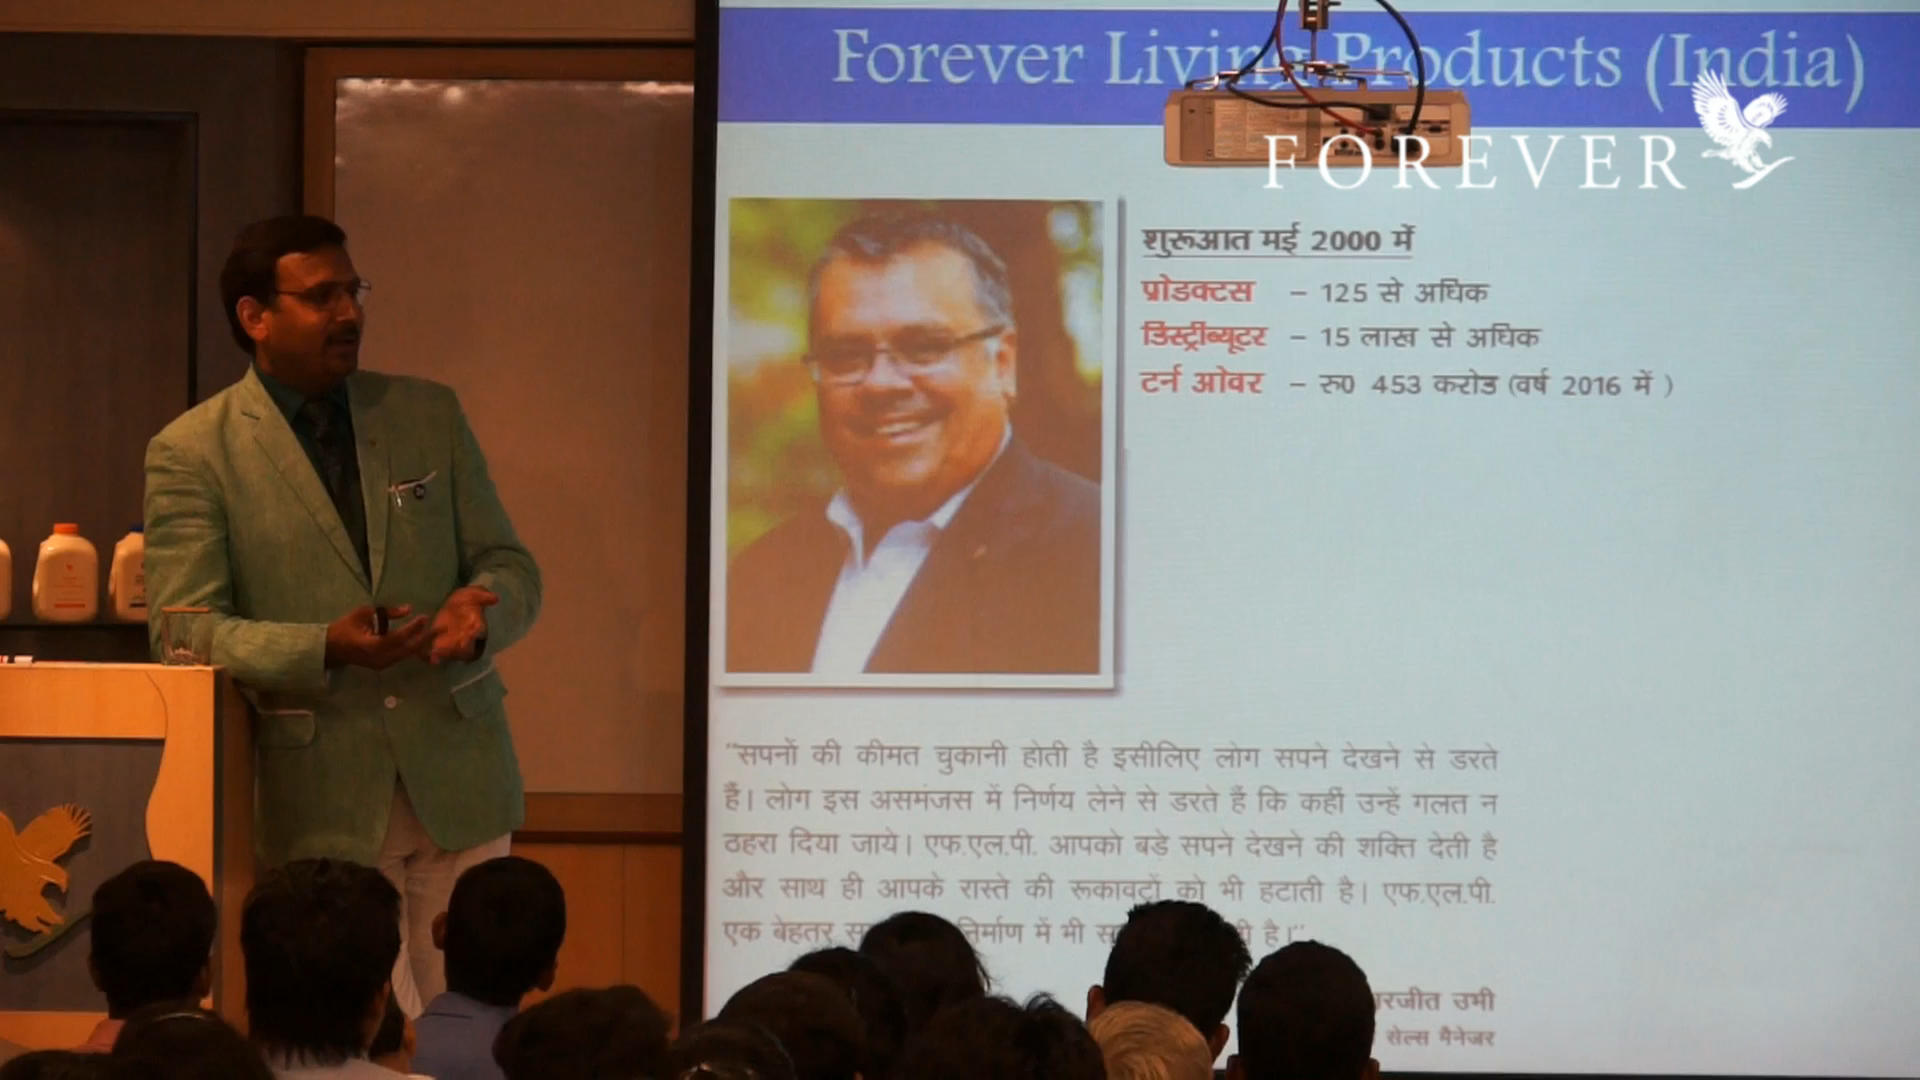 Forever Living Products (India)
FOREVER
शुरूआत मई 2000 में
प्रोडक्टस – 125 से अधिक
डिस्ट्रीब्यूटर – 15 लाख से अधिक
टर्न ओवर – रु0 453 करोड (वर्ष 2016 में )
“सपनों की कीमत चुकानी होती है इसीलिए लोग सपने देखने से डरते
हैं। लोग इस असमंजस में निर्णय लेने से डरते हैं कि कहीं उन्हें गलत न
ठहरा दिया जाये। एफ.एल.पी. आपको बड़े सपने देखने की शक्ति देती है
और साथ ही आपके रास्ते की रूकावटों को भी हटाती है। एफ.एल.पी.
एक बेहतर निर्माण में भी है।”
उभी
सेल्स मैनेजर